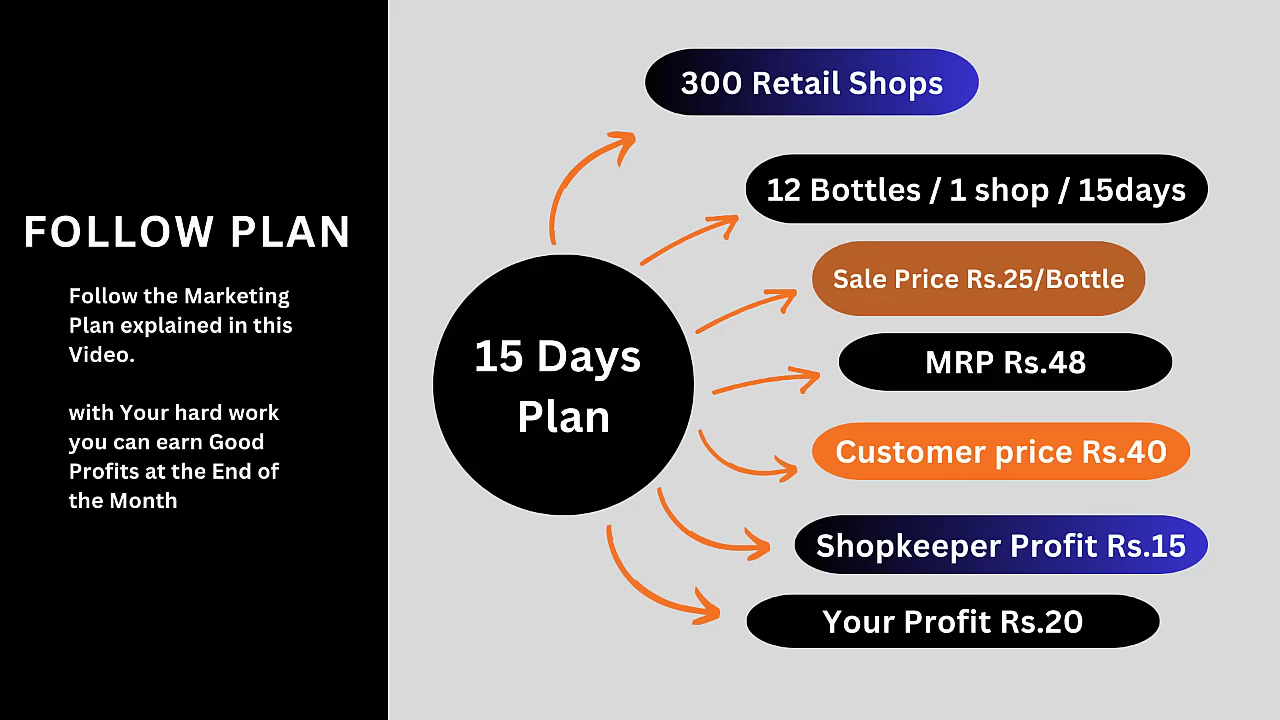 FOLLOW PLAN
Follow the Marketing
Plan explained in this
Video.
with Your hard work
you can earn Good
Profits at the End of
the Month
15 Days
Plan
300 Retail Shops
12 Bottles / 1 shop / 15days
Sale Price Rs.25/Bottle
MRP Rs.48
Customer price Rs.40
Shopkeeper Profit Rs.15
Your Profit Rs.20